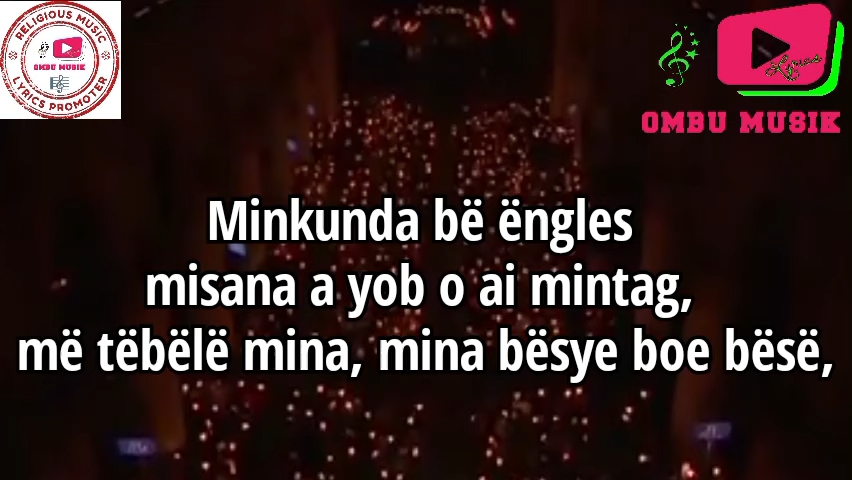 RELIGIOUS MUSIC
OMBU MUSIK
LYRICS PROMOTER
Lyrics
OMBU MUSIK
Minkunda bë ëngles
misana a yob o ai mintag,
më tëbëlë mina, mina bësye boe bësë,